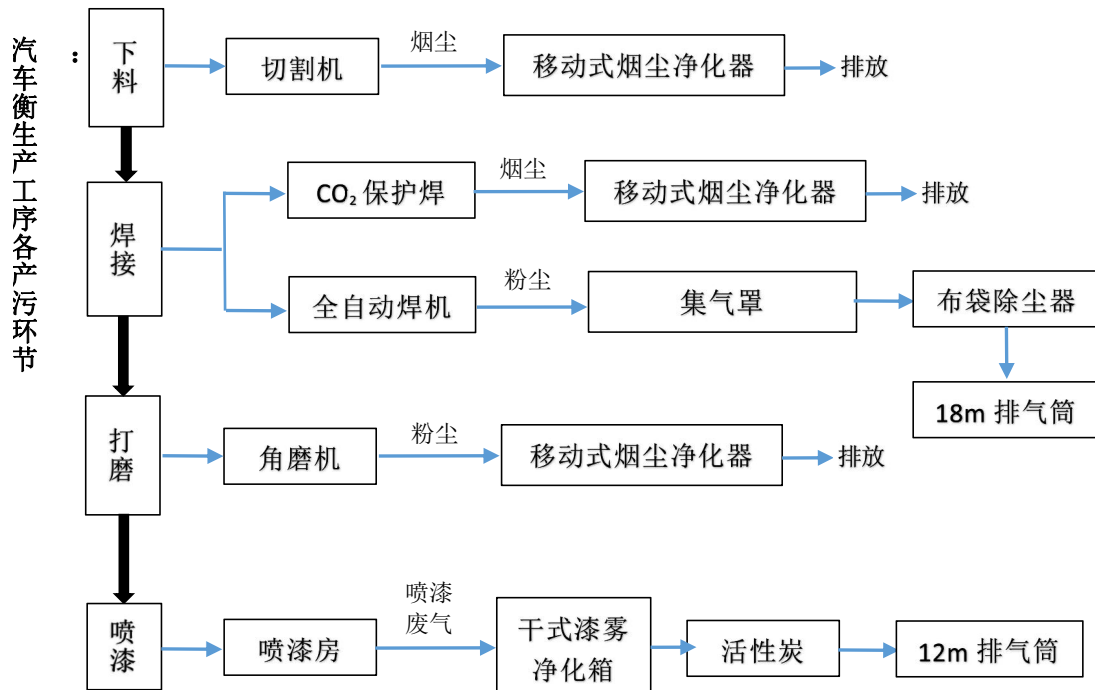 汽车衡生产工序各产污环节：
下料
切割机
烟尘
移动式烟尘净化器
排放
焊接
CO₂ 保护焊
烟尘
移动式烟尘净化器
排放
全自动焊机
粉尘
集气罩
布袋除尘器
18m 排气筒
打磨
角磨机
粉尘
移动式烟尘净化器
排放
喷漆
喷漆房
喷漆
废气
干式漆雾
净化箱
活性炭
12m 排气筒